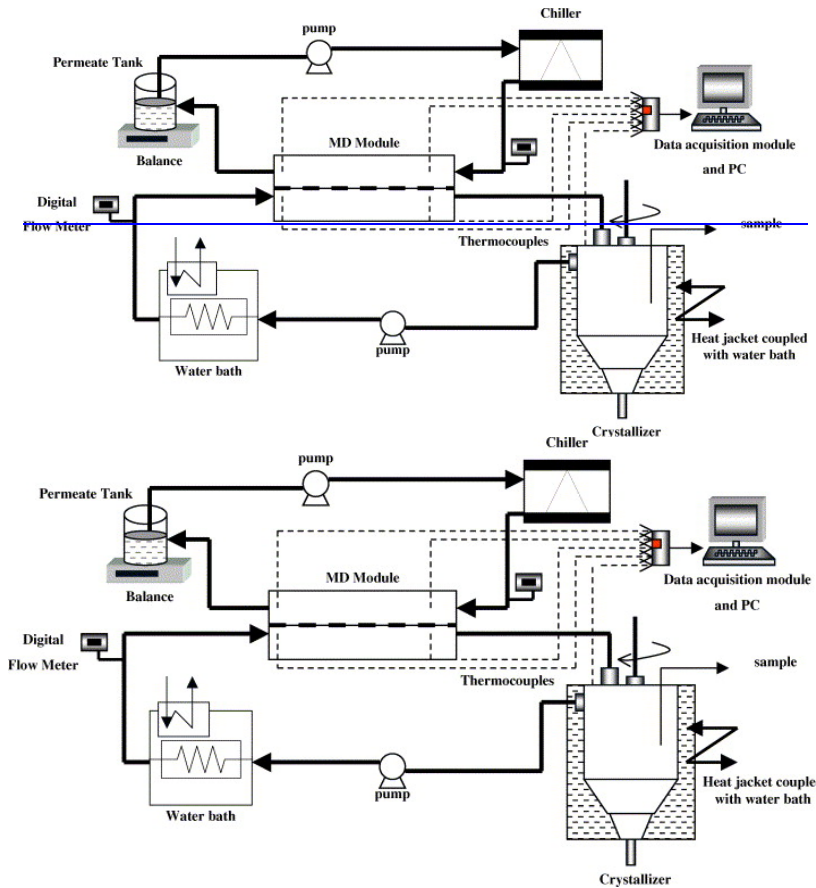 Chiller
pump
Permeate Tank
Balance
MD Module
Data acquisition module
and PC
Digital
Flow Meter
Thermocouples
sample
Water bath
pump
Heat jacket coupled
with water bath
Crystallizer
Chiller
pump
Permeate Tank
Balance
MD Module
Data acquisition module
and PC
Digital
Flow Meter
Thermocouples
sample
Water bath
pump
Heat jacket couple
with water bath
Crystallizer